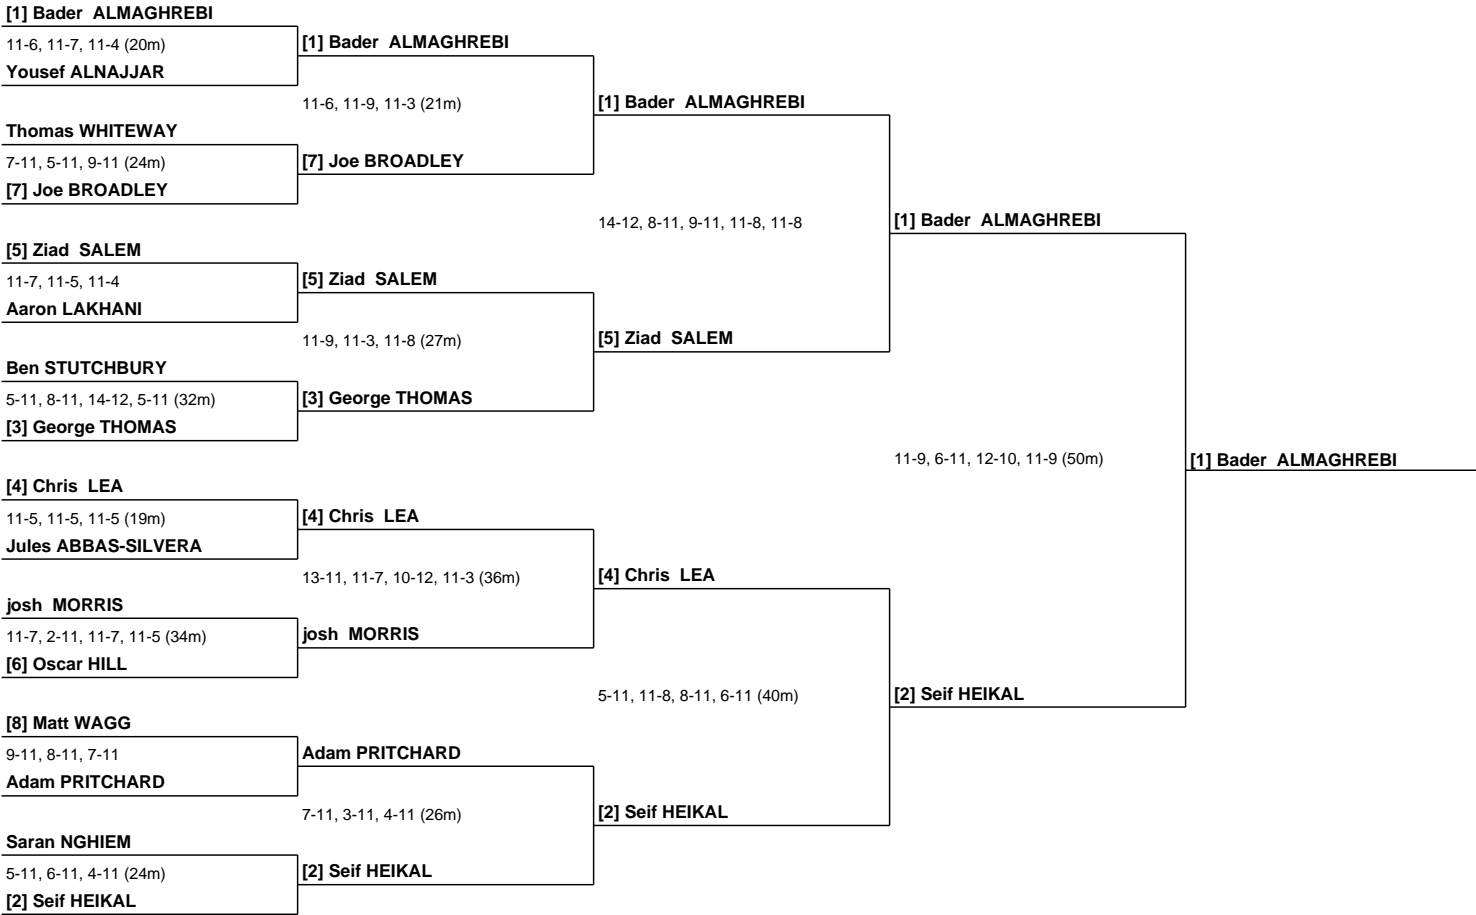 [1] Bader ALMAGHREBI
11-6, 11-7, 11-4 (20m)
Yousef ALNAJJAR
Thomas WHITEWAY
7-11, 5-11, 9-11 (24m)
[7] Joe BROADLEY
[5] Ziad SALEM
11-7, 11-5, 11-4
Aaron LAKHANI
Ben STUTCHBURY
5-11, 8-11, 14-12, 5-11 (32m)
[3] George THOMAS
[4] Chris LEA
11-5, 11-5, 11-5 (19m)
Jules ABBAS-SILVERA
josh MORRIS
11-7, 2-11, 11-7, 11-5 (34m)
[6] Oscar HILL
[8] Matt WAGG
9-11, 8-11, 7-11
Adam PRITCHARD
Saran NGHIEM
5-11, 6-11, 4-11 (24m)
[2] Seif HEIKAL
[1] Bader ALMAGHREBI
11-6, 11-9, 11-3 (21m)
[7] Joe BROADLEY
[5] Ziad SALEM
11-9, 11-3, 11-8 (27m)
[3] George THOMAS
[4] Chris LEA
13-11, 11-7, 10-12, 11-3 (36m)
josh MORRIS
Adam PRITCHARD
7-11, 3-11, 4-11 (26m)
[2] Seif HEIKAL
[1] Bader ALMAGHREBI
14-12, 8-11, 9-11, 11-8, 11-8
[5] Ziad SALEM
[4] Chris LEA
5-11, 11-8, 8-11, 6-11 (40m)
[2] Seif HEIKAL
[1] Bader ALMAGHREBI
11-9, 6-11, 12-10, 11-9 (50m)
[2] Seif HEIKAL
[1] Bader ALMAGHREBI